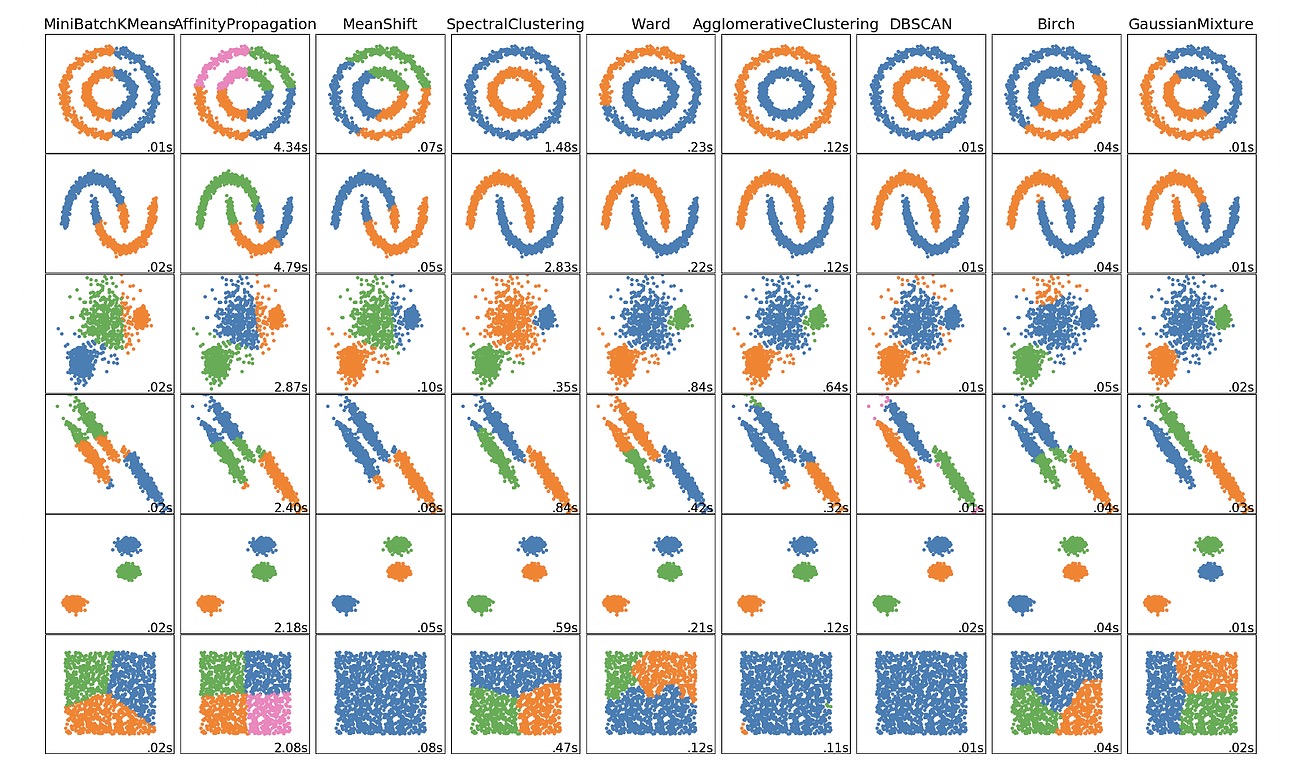 MiniBatchKMeans AffinityPropagation MeanShift SpectralClustering Ward AgglomerativeClustering DBSCAN Birch GaussianMixture
.01s 4.34s .07s 1.48s .23s .12s .01s .04s .01s
.02s 4.79s .05s 2.83s .22s .12s .01s .04s .01s
.02s 2.87s .10s .35s .84s .64s .01s .05s .02s
.02s 2.40s .08s .84s .42s .32s .01s .04s .03s
.02s 2.18s .05s .59s .21s .12s .02s .04s .01s
.02s 2.08s .08s .47s .12s .11s .01s .04s .02s